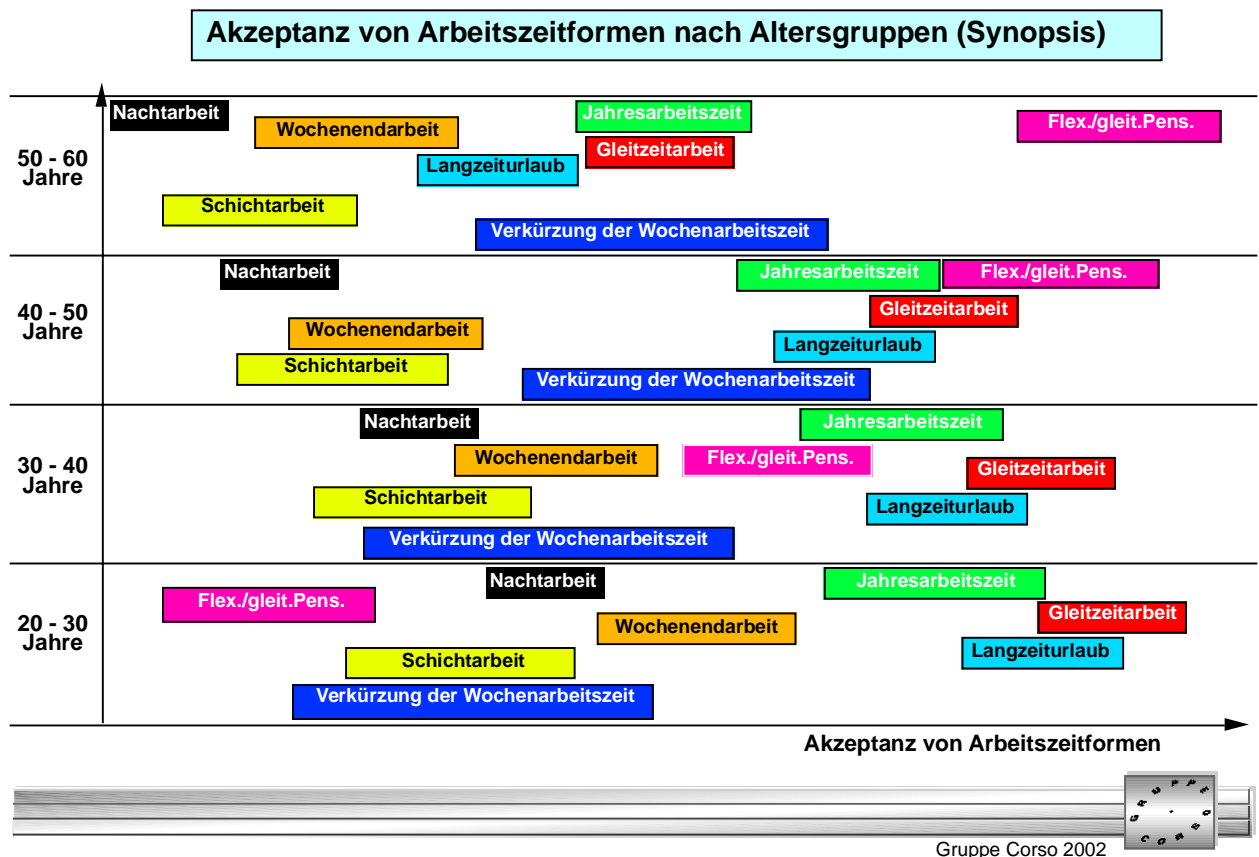 Akzeptanz von Arbeitszeitformen nach Altersgruppen (Synopsis)
50 - 60
Jahre
Nachtarbeit
Wochenendarbeit
Jahresarbeitszeit
Flex./gleit.Pens.
Gleitzeitarbeit
Langzeiturlaub
Schichtarbeit
Verkürzung der Wochenarbeitszeit
40 - 50
Jahre
Nachtarbeit
Jahresarbeitszeit
Flex./gleit.Pens.
Gleitzeitarbeit
Wochenendarbeit
Langzeiturlaub
Schichtarbeit
Verkürzung der Wochenarbeitszeit
30 - 40
Jahre
Nachtarbeit
Jahresarbeitszeit
Wochenendarbeit
Flex./gleit.Pens.
Gleitzeitarbeit
Schichtarbeit
Langzeiturlaub
Verkürzung der Wochenarbeitszeit
20 - 30
Jahre
Nachtarbeit
Jahresarbeitszeit
Flex./gleit.Pens.
Gleitzeitarbeit
Wochenendarbeit
Langzeiturlaub
Schichtarbeit
Verkürzung der Wochenarbeitszeit
Akzeptanz von Arbeitszeitformen
GRUPPE
CORSO
Gruppe Corso 2002